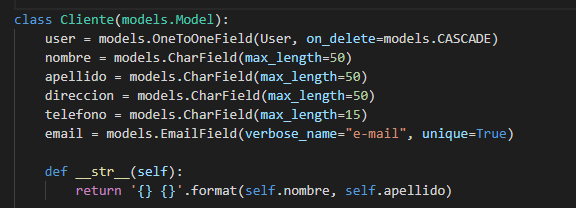 class Cliente(models.Model):
    user = models.OneToOneField(User, on_delete=models.CASCADE)
    nombre = models.CharField(max_length=50)
    apellido = models.CharField(max_length=50)
    direccion = models.CharField(max_length=50)
    telefono = models.CharField(max_length=15)
    email = models.EmailField(verbose_name="e-mail", unique=True)

    def __str__(self):
        return '{} {}'.format(self.nombre, self.apellido)